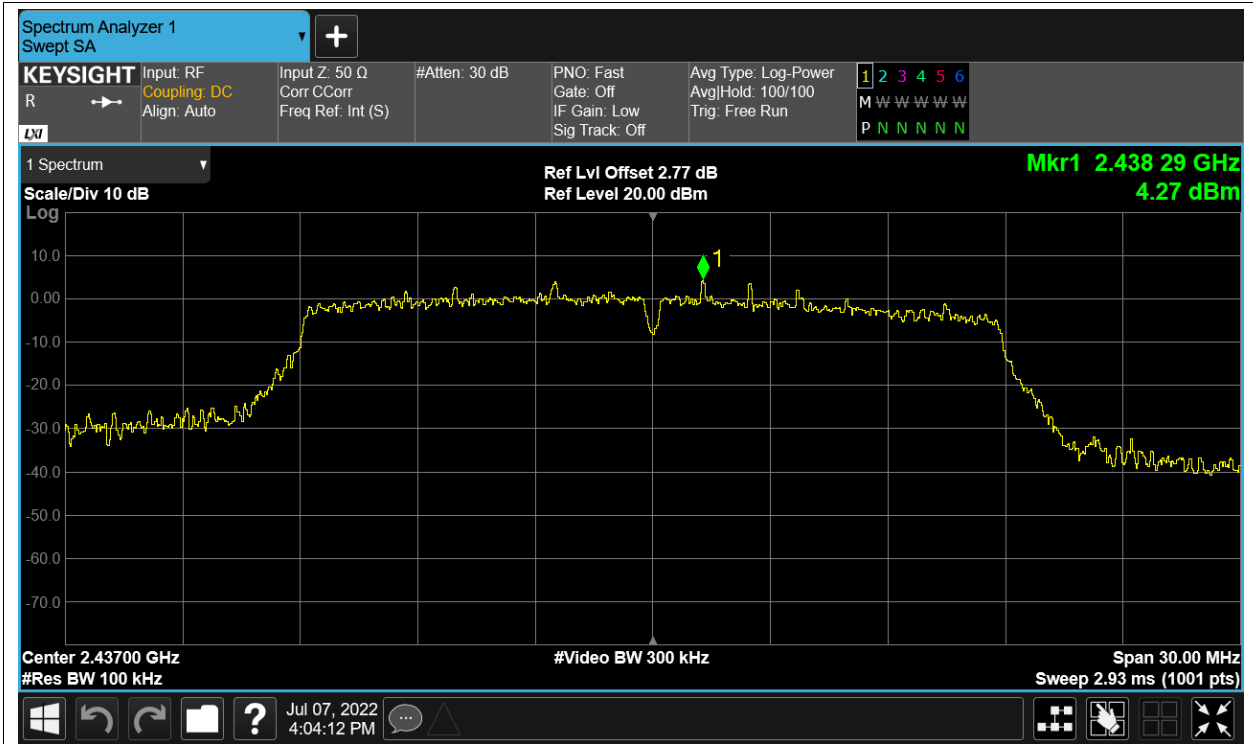 Spectrum Analyzer 1
Swept SA
KEYSIGHT
R
LXI
Input: RF
Coupling: DC
Align: Auto
Input Z: 50 Ω
Corr CCorr
Freq Ref: Int (S)
#Atten: 30 dB
PNO: Fast
Gate: Off
IF Gain: Low
Sig Track: Off
Avg Type: Log-Power
Avg|Hold: 100/100
Trig: Free Run
1 2 3 4 5 6
M W W W W W
P N N N N N
1 Spectrum
Scale/Div 10 dB
Log
Ref Lvl Offset 2.77 dB
Ref Level 20.00 dBm
Mkr1 2.438 29 GHz
4.27 dBm
1
10.0
0.00
-10.0
-20.0
-30.0
-40.0
-50.0
-60.0
-70.0
Center 2.43700 GHz
#Video BW 300 kHz
Span 30.00 MHz
#Res BW 100 kHz
Sweep 2.93 ms (1001 pts)
?
Jul 07, 2022
4:04:12 PM